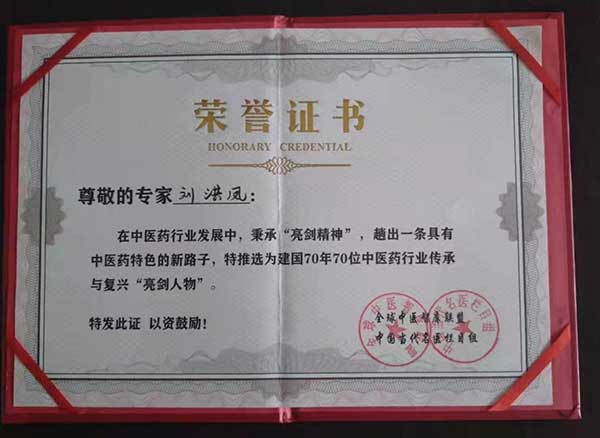 荣誉证书
HONORARY CREDENTIAL
尊敬的专家刘洪凤：
在中医药行业发展中，秉承“亮剑精神”，趟出一条具有
中医药特色的新路子，特推选为建国70年70位中医药行业传承
与复兴“亮剑人物”。
特发此证 以资鼓励！
全球中医智库联盟
中国当代名医栏目组